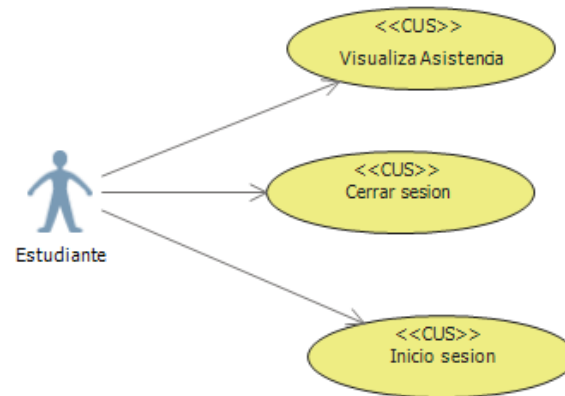 <<CUS>>
Visualiza Asistencia
<<CUS>>
Cerrar sesion
Estudiante
<<CUS>>
Inicio sesion